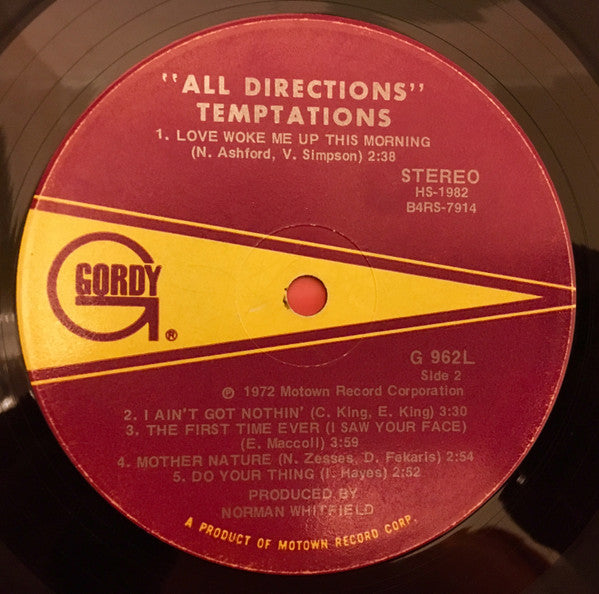 "ALL DIRECTIONS"
TEMPTATIONS
1. LOVE WOKE ME UP THIS MORNING
(N. Ashford, V. Simpson) 2:38
STEREO
HS-1982
B4RS-7914
GORDY
®
G 962L
Side 2
℗ 1972 Motown Record Corporation
2. I AIN'T GOT NOTHIN' (C. King, E. King) 3:30
3. THE FIRST TIME EVER (I SAW YOUR FACE)
(E. Maccoll) 3:59
4. MOTHER NATURE (N. Zesses, D. Fekaris) 2:54
5. DO YOUR THING (I. Hayes) 2:52
PRODUCED BY
NORMAN WHITFIELD
A PRODUCT OF MOTOWN RECORD CORP.